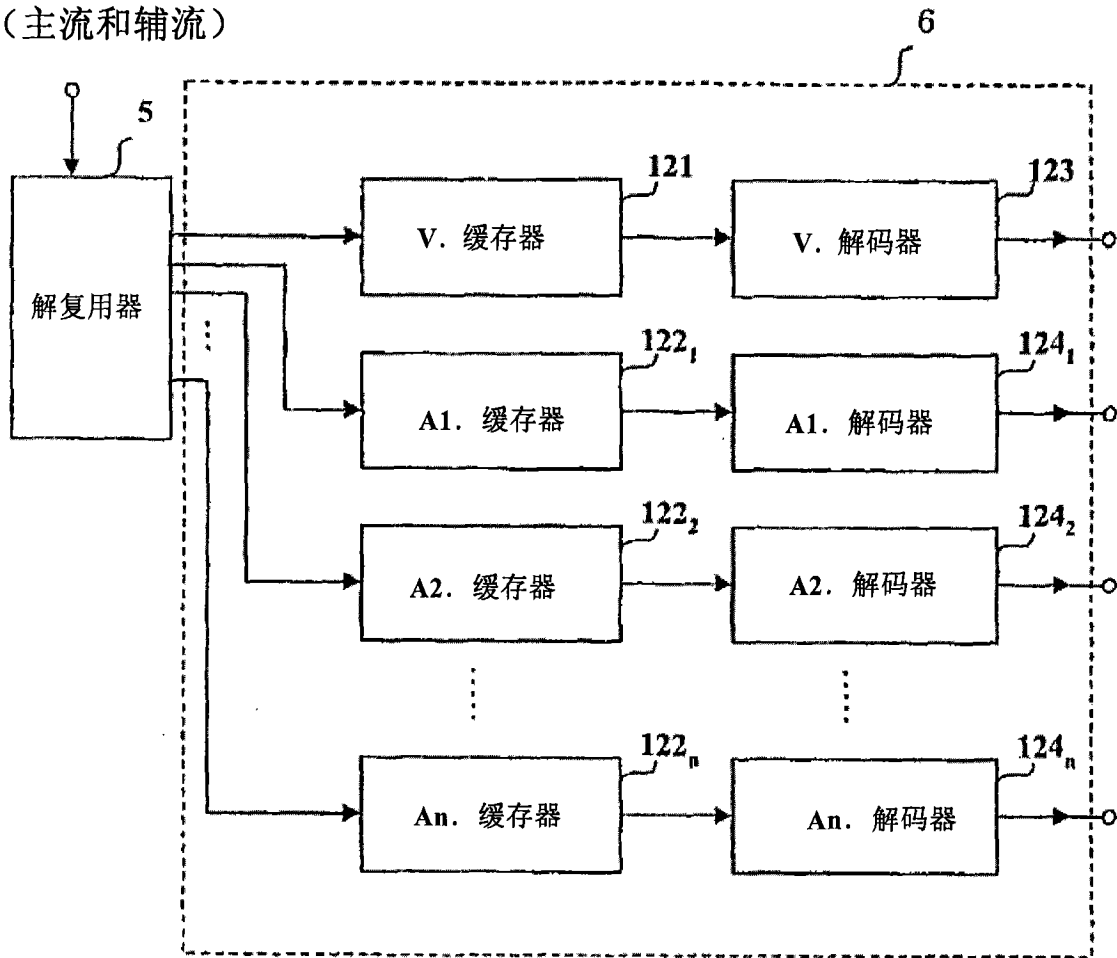 （主流和辅流）
6
5
121
123
V. 缓存器
V. 解码器
解复用器
122₁
124₁
A1. 缓存器
A1. 解码器
122₂
124₂
A2. 缓存器
A2. 解码器
122ₙ
124ₙ
An. 缓存器
An. 解码器